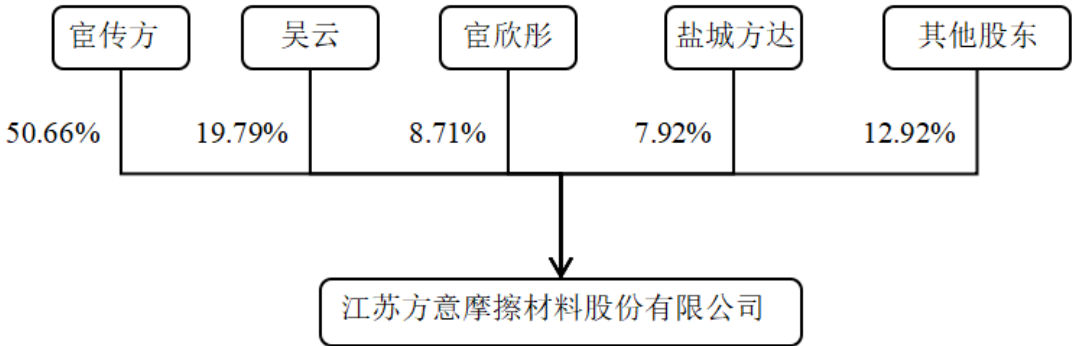 宦传方 吴云 宦欣彤 盐城方达 其他股东
50.66% 19.79% 8.71% 7.92% 12.92%
江苏方意摩擦材料股份有限公司